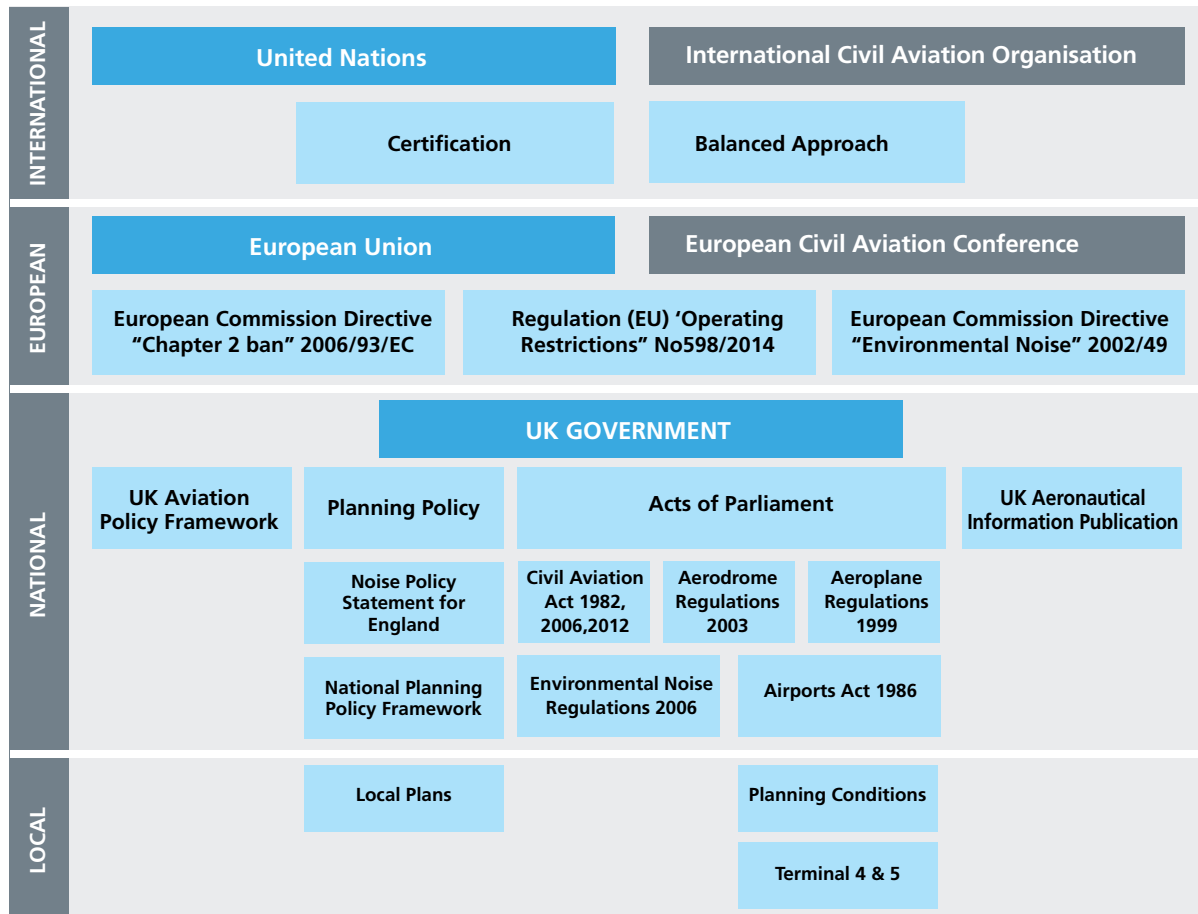 INTERNATIONAL
United Nations
International Civil Aviation Organisation
Certification
Balanced Approach
EUROPEAN
European Union
European Civil Aviation Conference
European Commission Directive
“Chapter 2 ban” 2006/93/EC
Regulation (EU) ‘Operating
Restrictions” No598/2014
European Commission Directive
“Environmental Noise” 2002/49
NATIONAL
UK GOVERNMENT
UK Aviation
Policy Framework
Planning Policy
Acts of Parliament
UK Aeronautical
Information Publication
Noise Policy
Statement for
England
Civil Aviation
Act 1982,
2006,2012
Aerodrome
Regulations
2003
Aeroplane
Regulations
1999
National Planning
Policy Framework
Environmental Noise
Regulations 2006
Airports Act 1986
LOCAL
Local Plans
Planning Conditions
Terminal 4 & 5